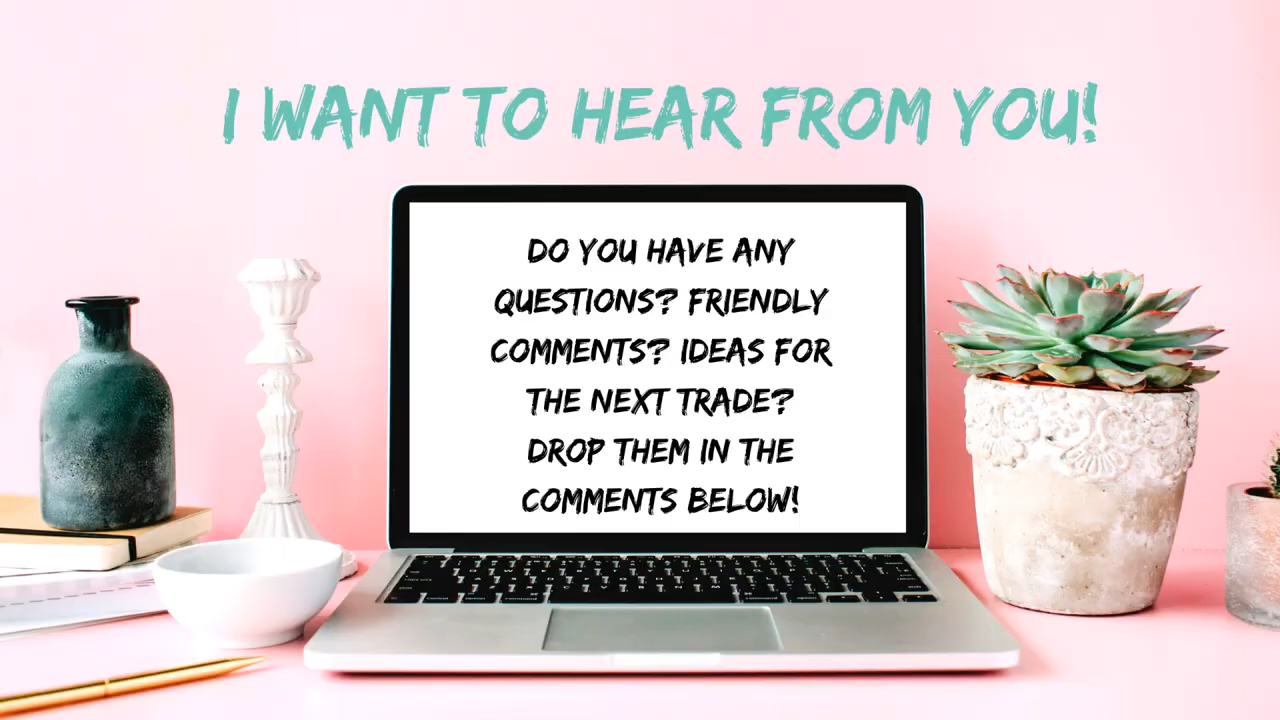 I WANT TO HEAR FROM YOU!
DO YOU HAVE ANY
QUESTIONS? FRIENDLY
COMMENTS? IDEAS FOR
THE NEXT TRADE?
DROP THEM IN THE
COMMENTS BELOW!